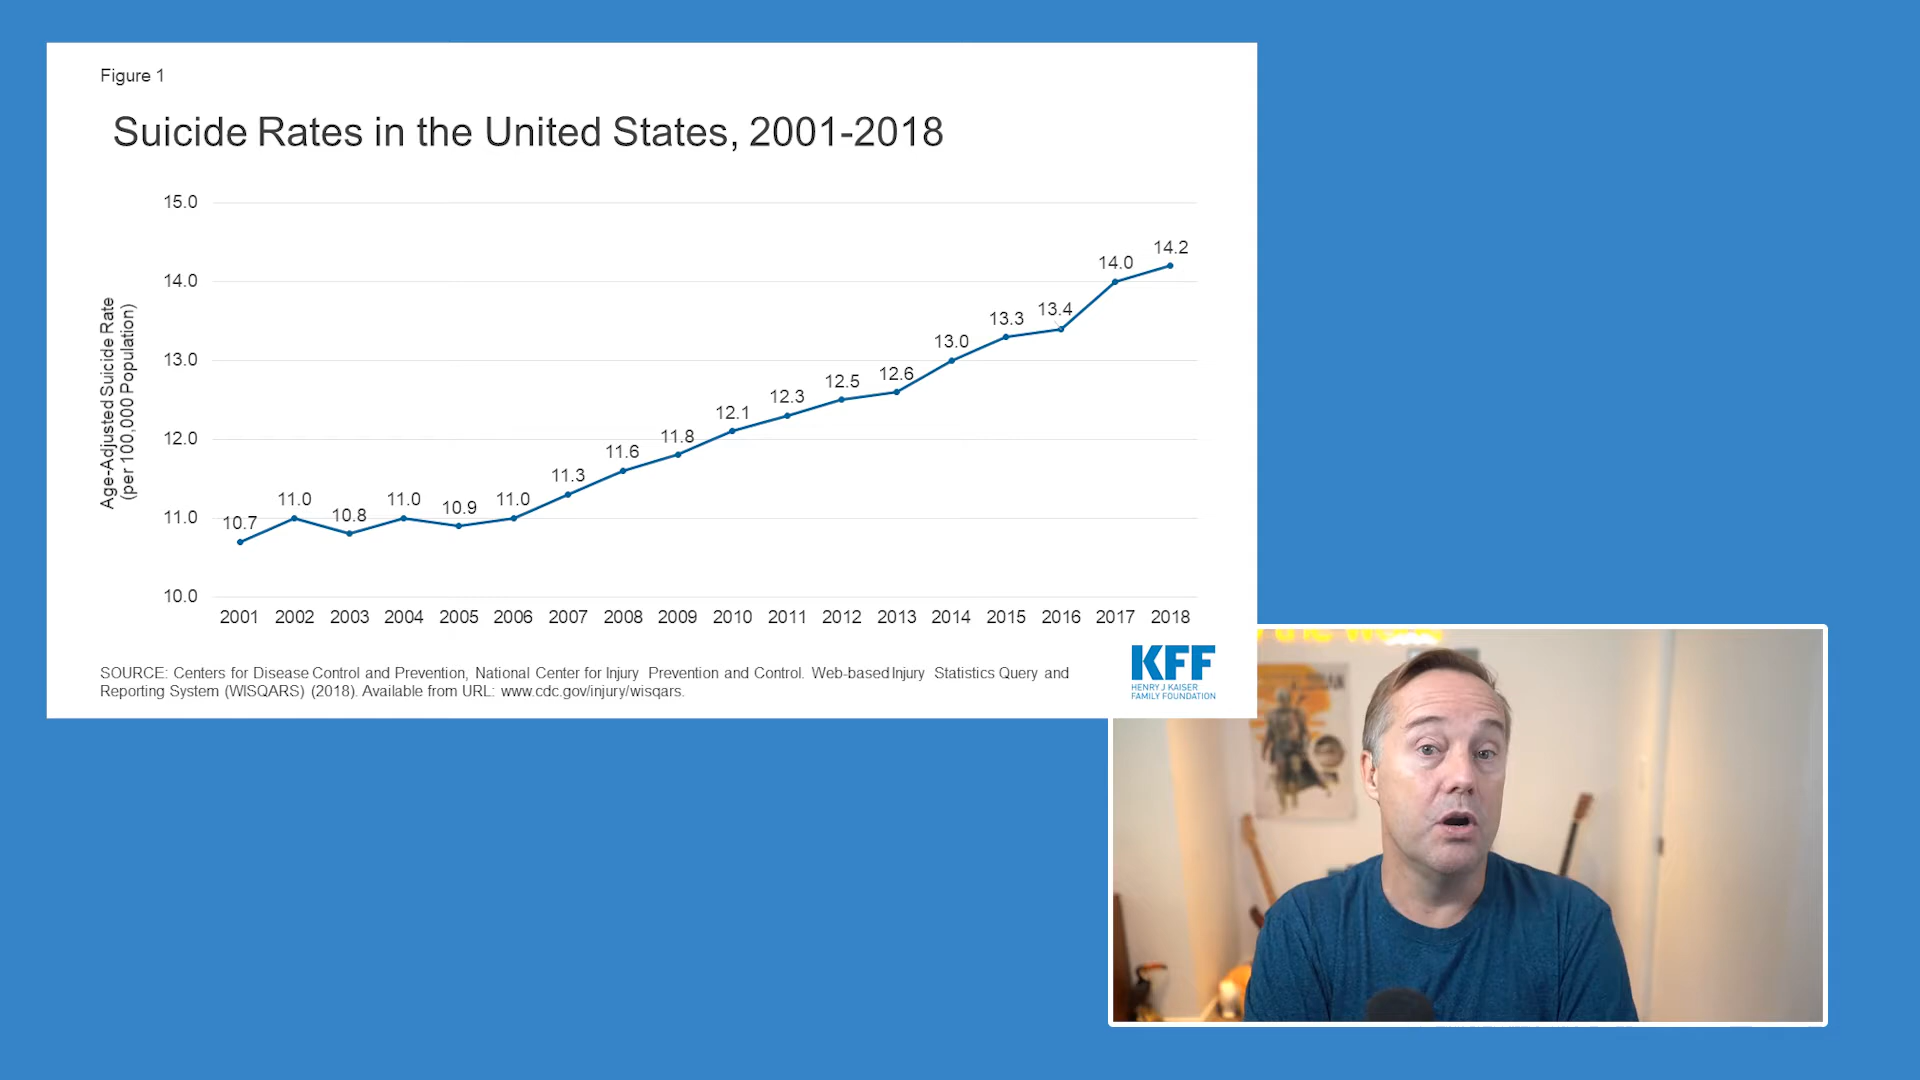 Figure 1
Suicide Rates in the United States, 2001-2018
15.0
14.0
13.0
12.0
11.0
10.0
Age-Adjusted Suicide Rate
(per 100,000 Population)
10.7
11.0
10.8
11.0
10.9
11.0
11.3
11.6
11.8
12.1
12.3
12.5
12.6
13.0
13.3
13.4
14.0
14.2
2001 2002 2003 2004 2005 2006 2007 2008 2009 2010 2011 2012 2013 2014 2015 2016 2017 2018
SOURCE: Centers for Disease Control and Prevention, National Center for Injury Prevention and Control. Web-based Injury Statistics Query and
Reporting System (WISQARS) (2018). Available from URL: www.cdc.gov/injury/wisqars.
KFF
HENRY J KAISER
FAMILY FOUNDATION